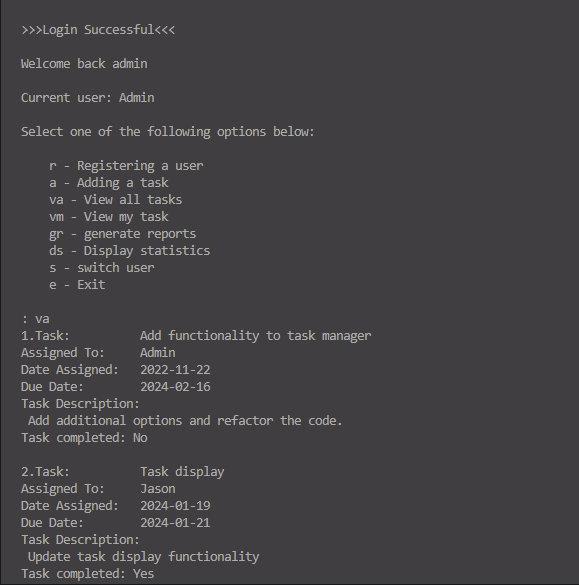 >>>Login Successful<<<
Welcome back admin
Current user: Admin
Select one of the following options below:
r - Registering a user
a - Adding a task
va - View all tasks
vm - View my task
gr - generate reports
ds - Display statistics
s - switch user
e - Exit
: va
1.Task: Add functionality to task manager
Assigned To: Admin
Date Assigned: 2022-11-22
Due Date: 2024-02-16
Task Description:
Add additional options and refactor the code.
Task completed: No
2.Task: Task display
Assigned To: Jason
Date Assigned: 2024-01-19
Due Date: 2024-01-21
Task Description:
Update task display functionality
Task completed: Yes